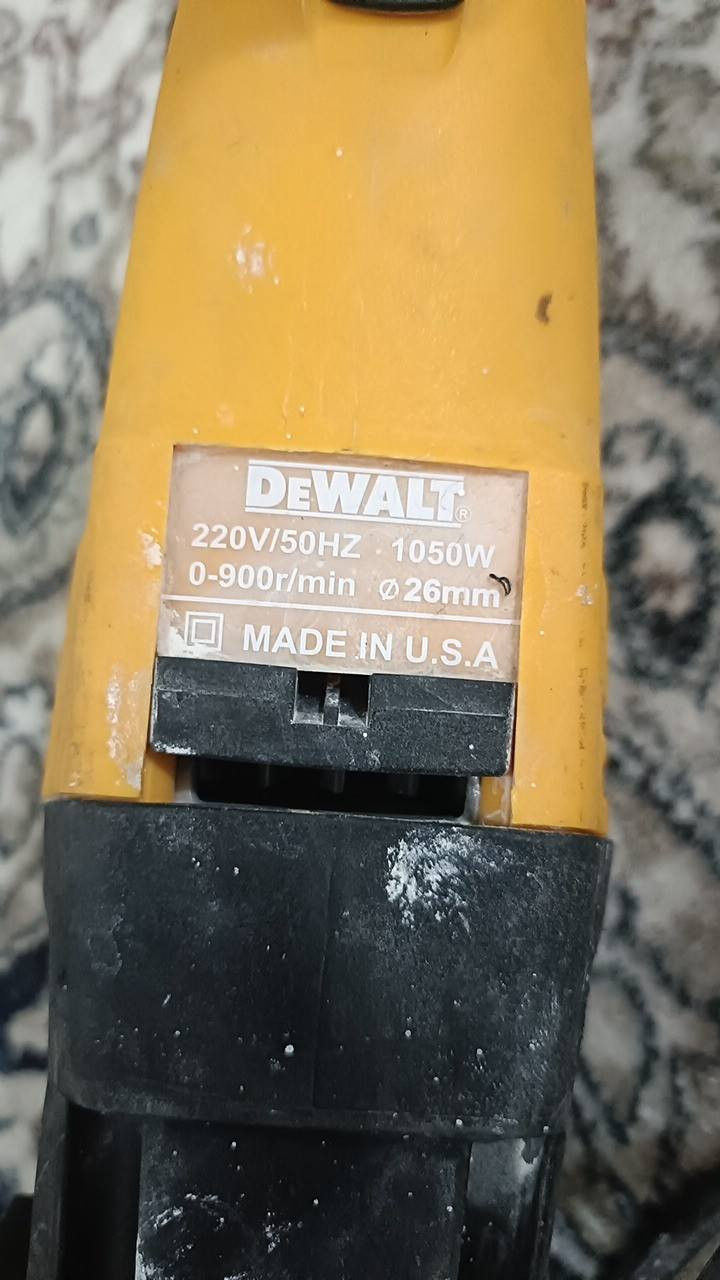 DEWALT®
220V/50HZ 1050W
0-900r/min ⌀26mm
MADE IN U.S.A